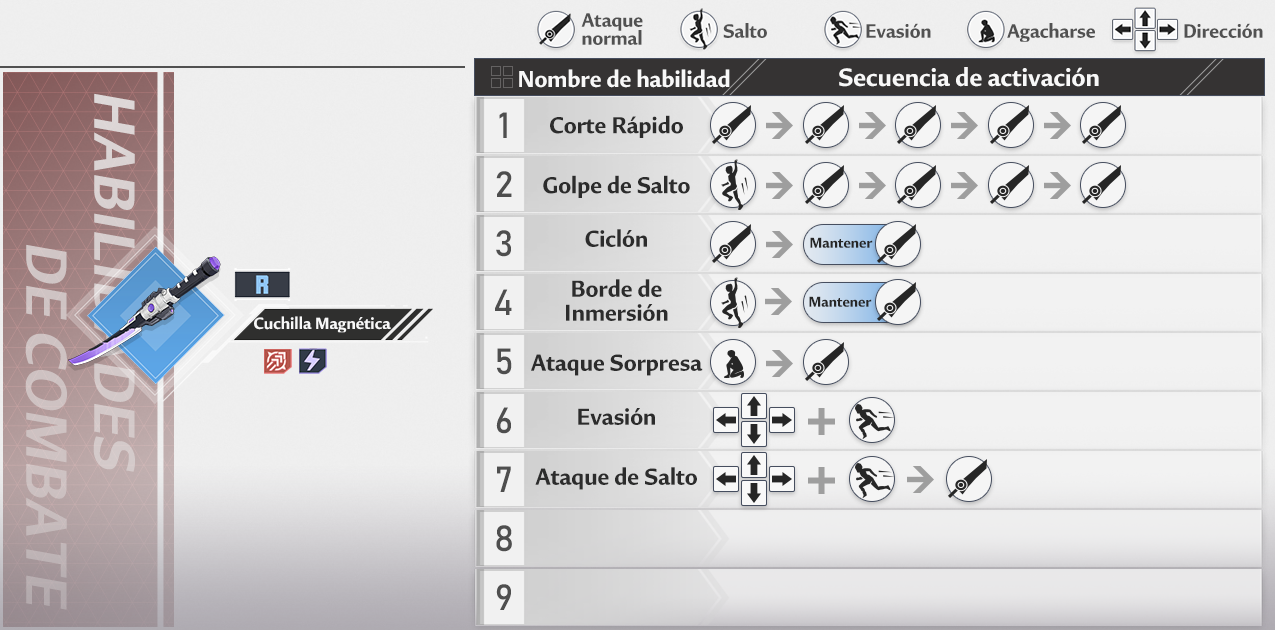 Ataque
normal
Salto
Evasión
Agacharse
Dirección
Nombre de habilidad
Secuencia de activación
HABILIDADES
DE COMBATE
R
Cuchilla Magnética
1 Corte Rápido
2 Golpe de Salto
3 Ciclón Mantener
4 Borde de
Inmersión Mantener
5 Ataque Sorpresa
6 Evasión
7 Ataque de Salto
8
9